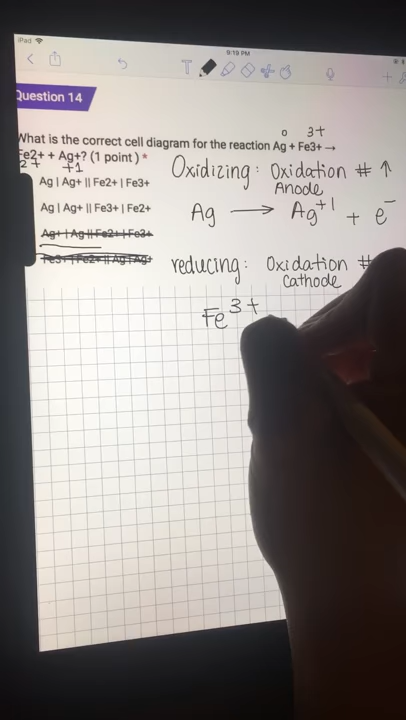 iPad
9:19 PM
T
Question 14
0 3+
What is the correct cell diagram for the reaction Ag + Fe3+ →
Fe2+ + Ag+? (1 point) *
2+ +1
Ag | Ag+ || Fe2+ | Fe3+
Ag | Ag+ || Fe3+ | Fe2+
Ag+ | Ag || Fe2+ | Fe3+
Fe3+ | Fe2+ || Ag | Ag+
Oxidizing: Oxidation # ↑
Anode
Ag → Ag+1 + e-
reducing: Oxidation #
Cathode
Fe3+